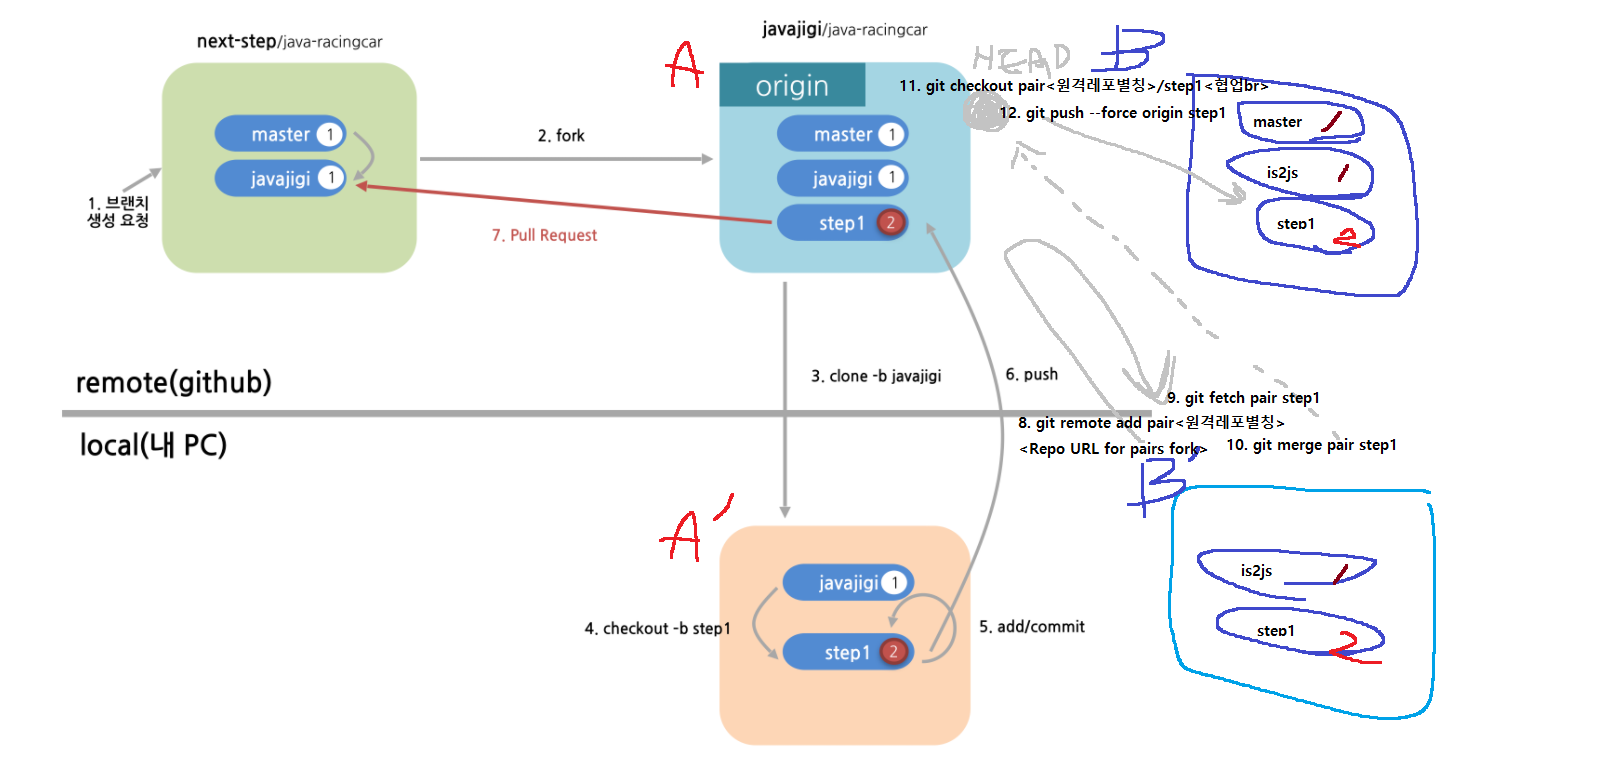 next-step/java-racingcar
master 1
javajigi 1
1. 브랜치
생성 요청
2. fork
7. Pull Request
javajigi/java-racingcar
A
origin
master 1
javajigi 1
step1 2
HEAD
B
11. git checkout pair<원격레포별칭>/step1<협업br>
12. git push --force origin step1
master 1
is2js 1
step1 2
3. clone -b javajigi
6. push
remote(github)
local(내 PC)
9. git fetch pair step1
8. git remote add pair<원격레포별칭>
<Repo URL for pairs fork>
10. git merge pair step1
A'
javajigi 1
4. checkout -b step1
step1 2
5. add/commit
B'
is2js 1
step1 2